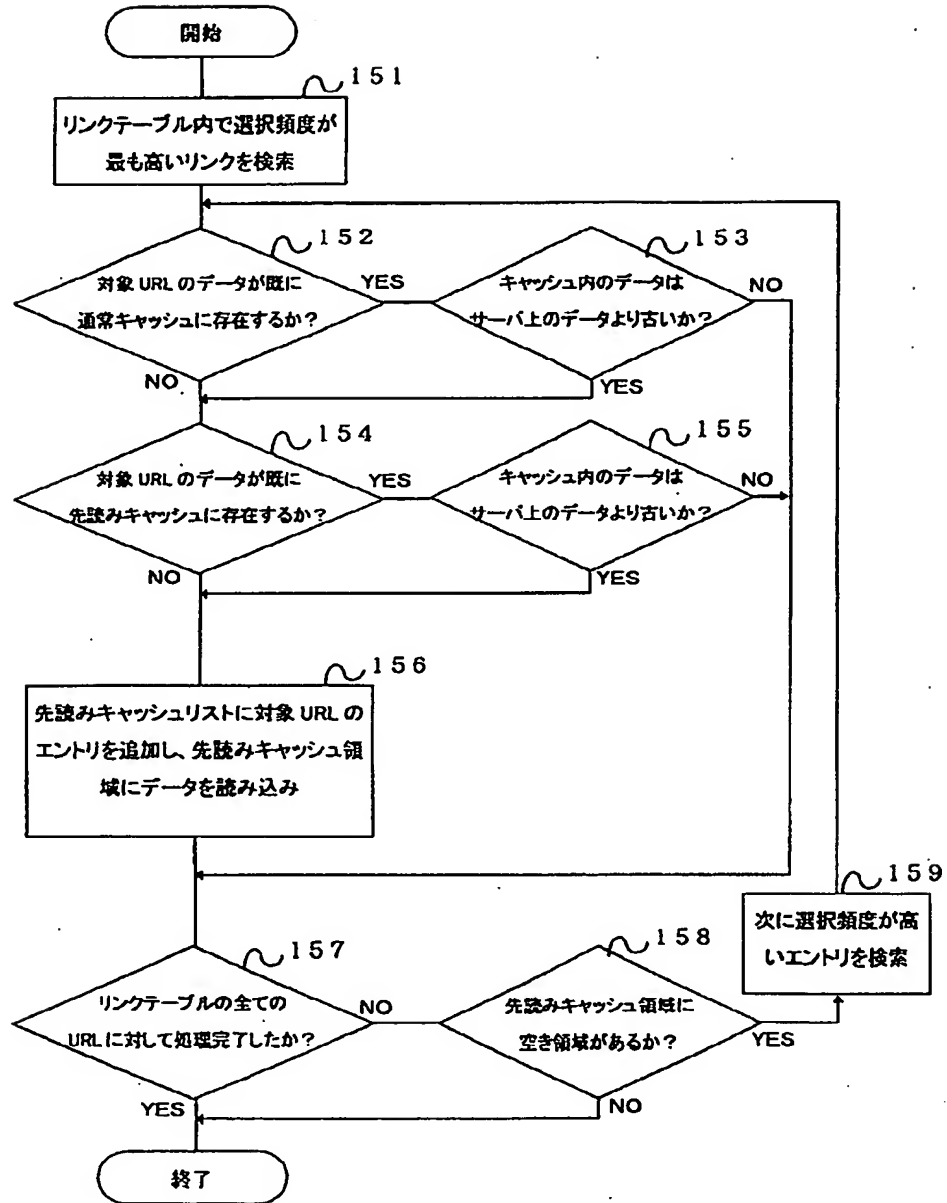 開始
151
リンクテーブル内で選択頻度が
最も高いリンクを検索
152
対象 URL のデータが既に
通常キャッシュに存在するか?
YES
NO
153
キャッシュ内のデータは
サーバ上のデータより古いか?
NO
YES
154
対象 URL のデータが既に
先読みキャッシュに存在するか?
YES
NO
155
キャッシュ内のデータは
サーバ上のデータより古いか?
NO
YES
156
先読みキャッシュリストに対象 URL の
エントリを追加し、先読みキャッシュ領
域にデータを読み込み
157
リンクテーブルの全ての
URL に対して処理完了したか?
NO
YES
158
先読みキャッシュ領域に
空き領域があるか?
YES
NO
159
次に選択頻度が高
いエントリを検索
終了